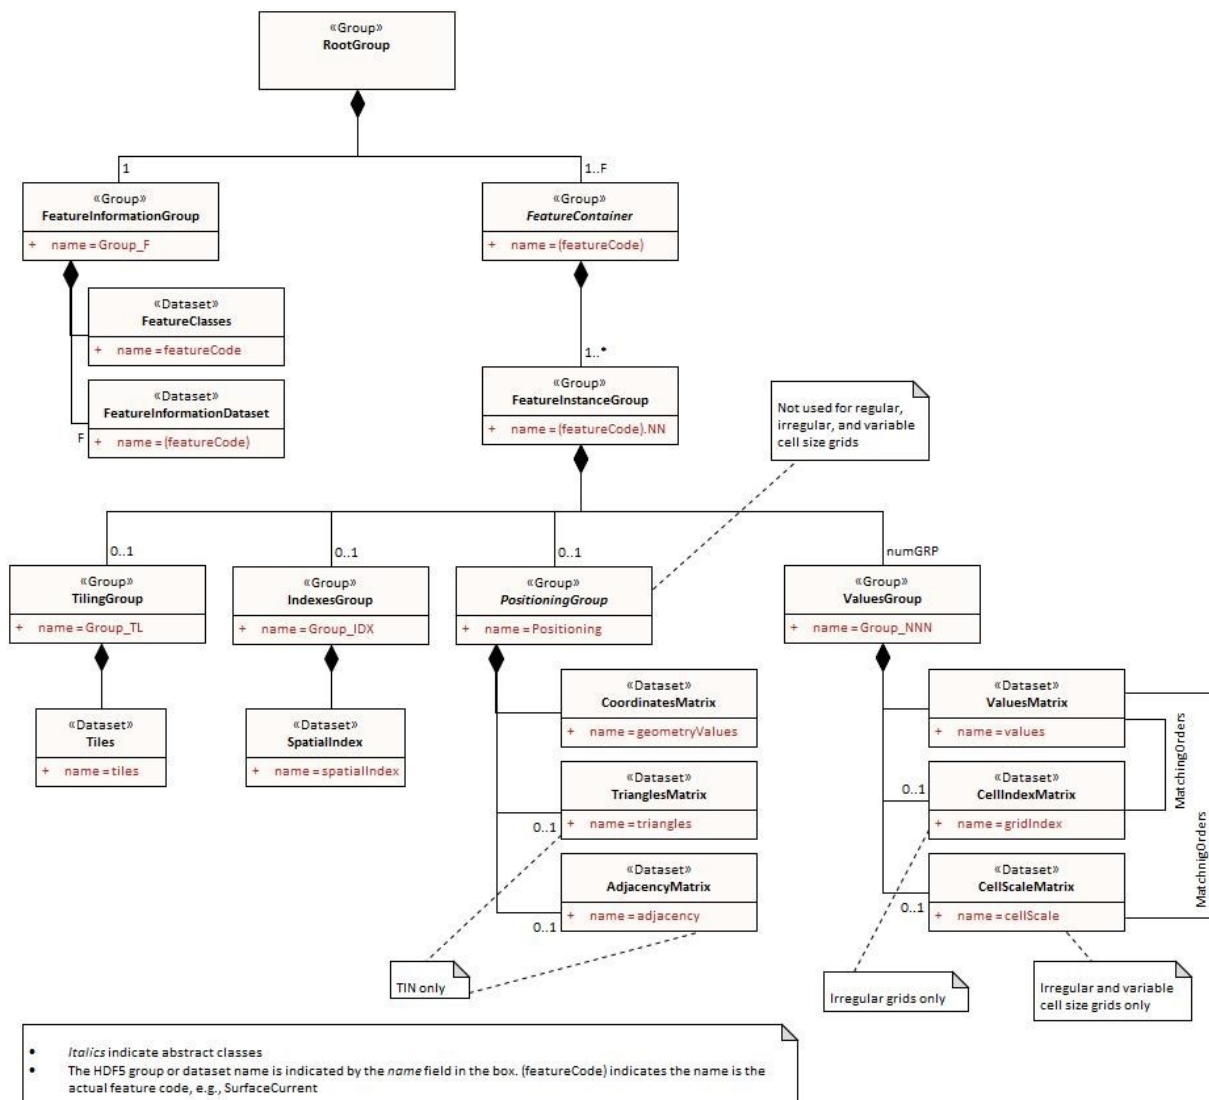 «Group»
RootGroup
1
1..F
«Group»
FeatureInformationGroup
+ name = Group_F
«Group»
FeatureContainer
+ name = (featureCode)
«Dataset»
FeatureClasses
+ name = featureCode
«Dataset»
FeatureInformationDataset
+ name = (featureCode)
F
1..*
«Group»
FeatureInstanceGroup
+ name = (featureCode).NN
Not used for regular,
irregular, and variable
cell size grids
0..1
0..1
0..1
numGRP
«Group»
TilingGroup
+ name = Group_TL
«Group»
IndexesGroup
+ name = Group_IDX
«Group»
PositioningGroup
+ name = Positioning
«Group»
ValuesGroup
+ name = Group_NNN
«Dataset»
Tiles
+ name = tiles
«Dataset»
SpatialIndex
+ name = spatialIndex
«Dataset»
CoordinatesMatrix
+ name = geometryValues
«Dataset»
TrianglesMatrix
+ name = triangles
0..1
«Dataset»
AdjacencyMatrix
+ name = adjacency
0..1
«Dataset»
ValuesMatrix
+ name = values
«Dataset»
CellIndexMatrix
+ name = gridIndex
0..1
«Dataset»
CellScaleMatrix
+ name = cellScale
0..1
MatchingOrders
MatchnigOrders
TIN only
Irregular grids only
Irregular and variable
cell size grids only
• Italics indicate abstract classes
• The HDF5 group or dataset name is indicated by the name field in the box. (featureCode) indicates the name is the
actual feature code, e.g., SurfaceCurrent